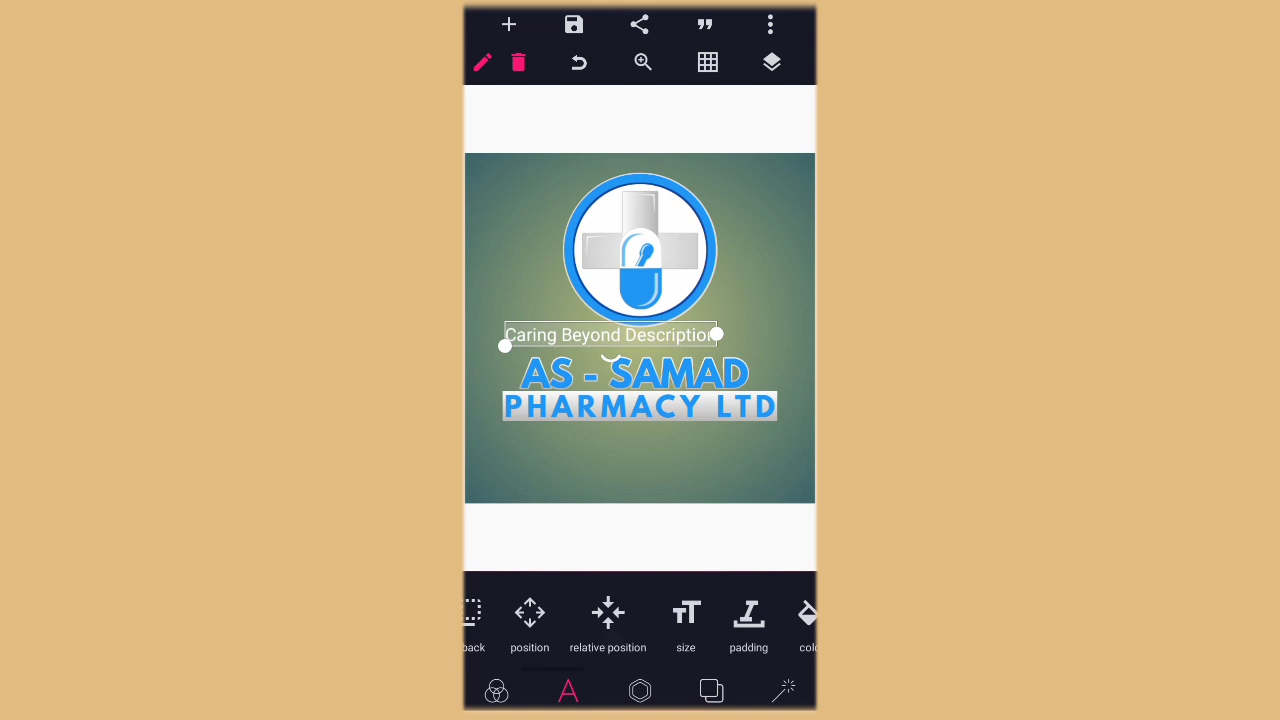 Caring Beyond Description
AS - SAMAD
PHARMACY LTD
back
position
relative position
size
padding